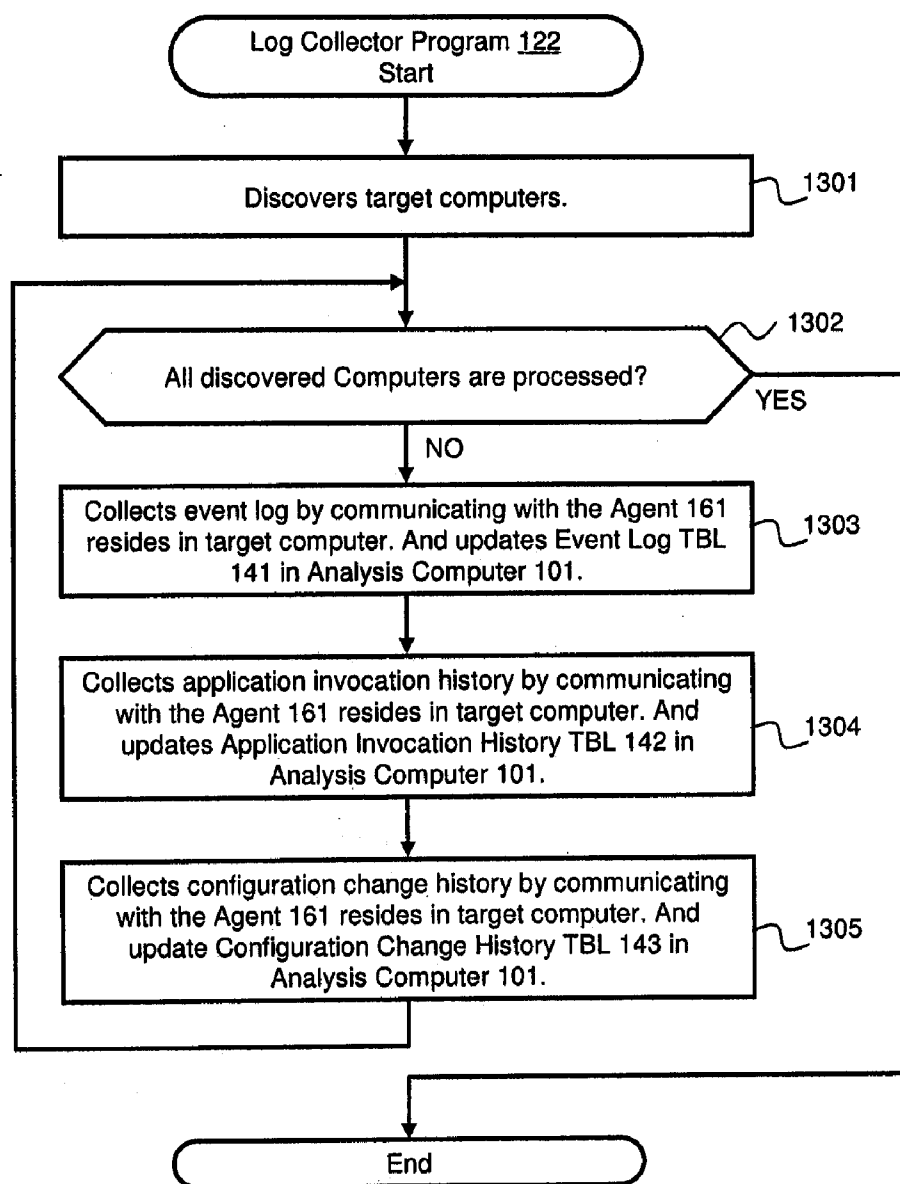 Log Collector Program 122
Start
Discovers target computers.
1301
1302
All discovered Computers are processed?
YES
NO
Collects event log by communicating with the Agent 161
resides in target computer. And updates Event Log TBL
141 in Analysis Computer 101.
1303
Collects application invocation history by communicating
with the Agent 161 resides in target computer. And
updates Application Invocation History TBL 142 in
Analysis Computer 101.
1304
Collects configuration change history by communicating
with the Agent 161 resides in target computer. And
update Configuration Change History TBL 143 in
Analysis Computer 101.
1305
End